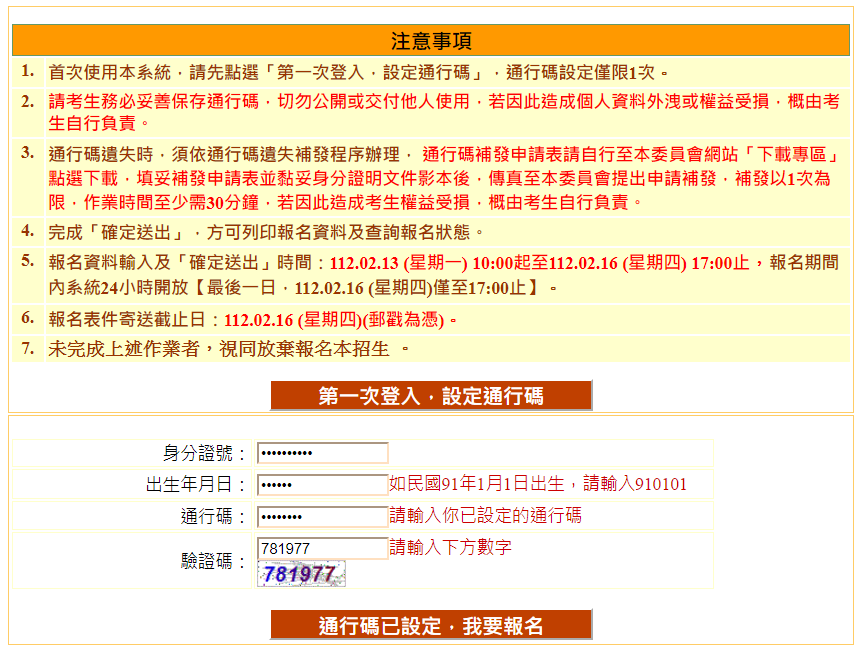 注意事項
1. 首次使用本系統，請先點選「第一次登入，設定通行碼」，通行碼設定僅限1次。
2. 請考生務必妥善保存通行碼，切勿公開或交付他人使用，若因此造成個人資料外洩或權益受損，概由考
生自行負責。
3. 通行碼遺失時，須依通行碼遺失補發程序辦理， 通行碼補發申請表請自行至本委員會網站「下載專區」
點選下載，填妥補發申請表並黏妥身分證明文件影本後，傳真至本委員會提出申請補發，補發以1次為
限，作業時間至少需30分鐘，若因此造成考生權益受損，概由考生自行負責。
4. 完成「確定送出」，方可列印報名資料及查詢報名狀態。
5. 報名資料輸入及「確定送出」時間：112.02.13 (星期一) 10:00起至112.02.16 (星期四) 17:00止，報名期間
內系統24小時開放【最後一日，112.02.16 (星期四)僅至17:00止】。
6. 報名表件寄送截止日：112.02.16 (星期四)(郵戳為憑)。
7. 未完成上述作業者，視同放棄報名本招生 。
第一次登入，設定通行碼
身分證號： ••••••••••
出生年月日： •••••• 如民國91年1月1日出生，請輸入910101
通行碼： •••••••• 請輸入你已設定的通行碼
驗證碼： 781977 請輸入下方數字
781977
通行碼已設定，我要報名